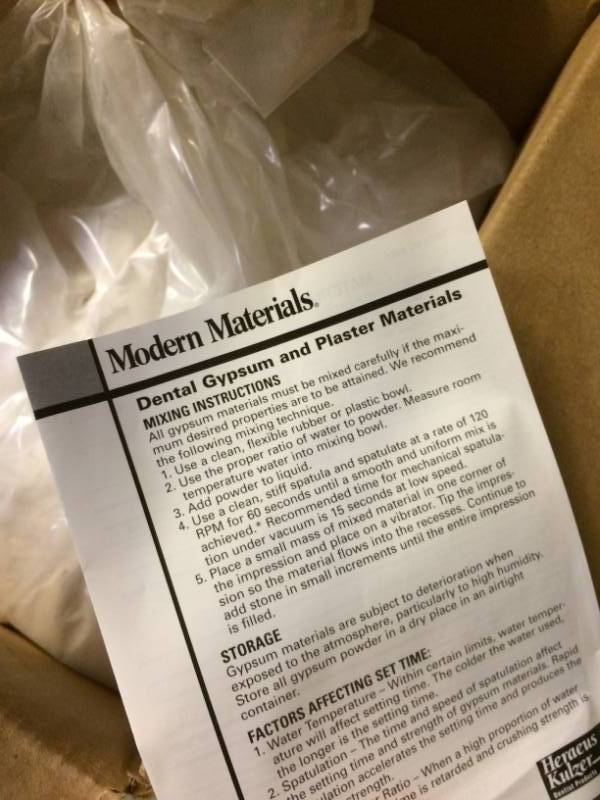 Modern Materials®
Dental Gypsum and Plaster Materials
MIXING INSTRUCTIONS
All gypsum materials must be mixed carefully if the maxi-
mum desired properties are to be attained. We recommend
the following mixing technique.
1. Use a clean, flexible rubber or plastic bowl.
2. Use the proper ratio of water to powder. Measure room
temperature water into mixing bowl.
3. Add powder to liquid.
4. Use a clean, stiff spatula and spatulate at a rate of 120
RPM for 60 seconds until a smooth and uniform mix is
achieved.* Recommended time for mechanical spatula-
tion under vacuum is 15 seconds at low speed.
5. Place a small mass of mixed material in one corner of
the impression and place on a vibrator. Tip the impres-
sion so the material flows into the recesses. Continue to
add stone in small increments until the entire impression
is filled.
STORAGE
Gypsum materials are subject to deterioration when
exposed to the atmosphere, particularly to high humidity.
Store all gypsum powder in a dry place in an airtight
container.
FACTORS AFFECTING SET TIME:
1. Water Temperature – Within certain limits, water temper-
ature will affect setting time. The colder the water used,
the longer is the setting time.
2. Spatulation – The time and speed of spatulation affect
the setting time and strength of gypsum materials. Rapid
ulation accelerates the setting time and produces the
strength.
Ratio – When a high proportion of water
me is retarded and crushing strength is
Heraeus
Kulzer
Dental Products